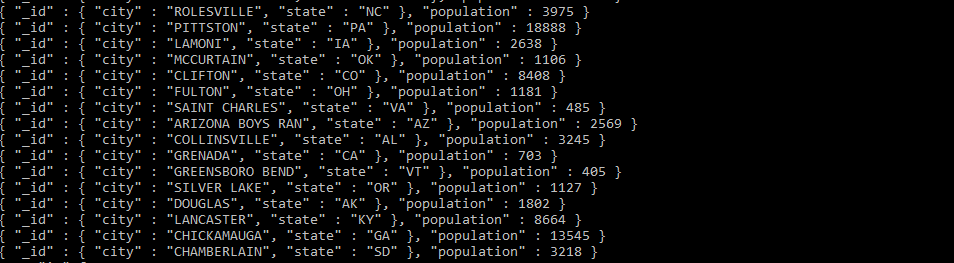 { "_id" : { "city" : "ROLESVILLE", "state" : "NC" }, "population" : 3975 }
{ "_id" : { "city" : "PITTSTON", "state" : "PA" }, "population" : 18888 }
{ "_id" : { "city" : "LAMONI", "state" : "IA" }, "population" : 2638 }
{ "_id" : { "city" : "MCCURTAIN", "state" : "OK" }, "population" : 1106 }
{ "_id" : { "city" : "CLIFTON", "state" : "CO" }, "population" : 8408 }
{ "_id" : { "city" : "FULTON", "state" : "OH" }, "population" : 1181 }
{ "_id" : { "city" : "SAINT CHARLES", "state" : "VA" }, "population" : 485 }
{ "_id" : { "city" : "ARIZONA BOYS RAN", "state" : "AZ" }, "population" : 2569 }
{ "_id" : { "city" : "COLLINSVILLE", "state" : "AL" }, "population" : 3245 }
{ "_id" : { "city" : "GRENADA", "state" : "CA" }, "population" : 703 }
{ "_id" : { "city" : "GREENSBORO BEND", "state" : "VT" }, "population" : 405 }
{ "_id" : { "city" : "SILVER LAKE", "state" : "OR" }, "population" : 1127 }
{ "_id" : { "city" : "DOUGLAS", "state" : "AK" }, "population" : 1802 }
{ "_id" : { "city" : "LANCASTER", "state" : "KY" }, "population" : 8664 }
{ "_id" : { "city" : "CHICKAMAUGA", "state" : "GA" }, "population" : 13545 }
{ "_id" : { "city" : "CHAMBERLAIN", "state" : "SD" }, "population" : 3218 }